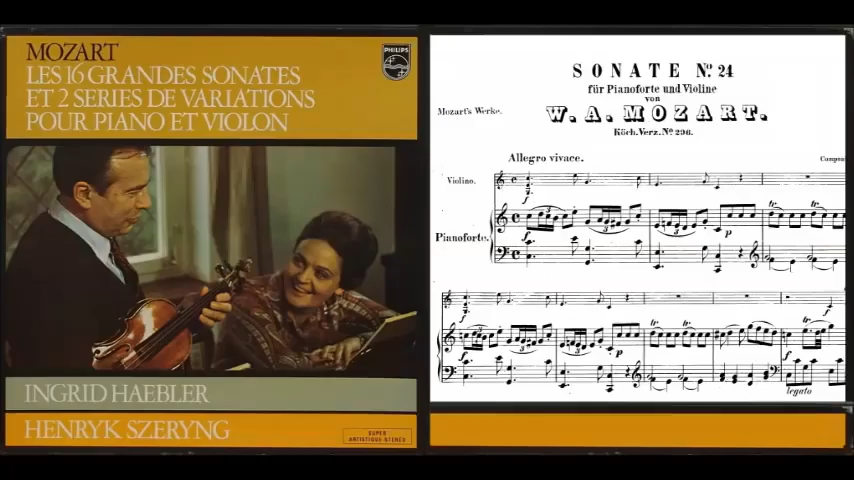 MOZART
LES 16 GRANDES SONATES
ET 2 SERIES DE VARIATIONS
POUR PIANO ET VIOLON
PHILIPS
INGRID HAEBLER
HENRYK SZERYNG
SUPER
ARTISTIQUE STEREO
SONATE Nº 24
für Pianoforte und Violine
von
Mozart's Werke.
W. A. MOZART.
Köch. Verz. Nº 296.
Allegro vivace.
Violino.
Pianoforte.
legato